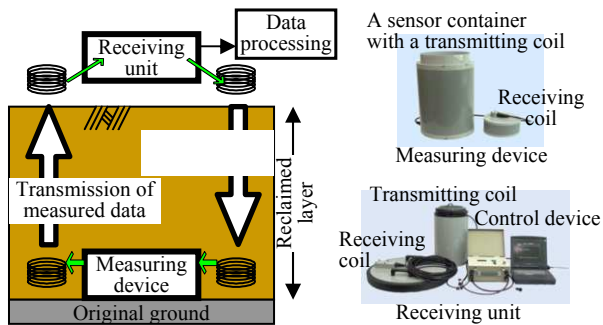 Receiving
unit
Data
processing
Transmission of
measured data
Reclaimed
layer
Measuring
device
Original ground
A sensor container
with a transmitting coil
Receiving
coil
Measuring device
Transmitting coil
Control device
Receiving
coil
Receiving unit